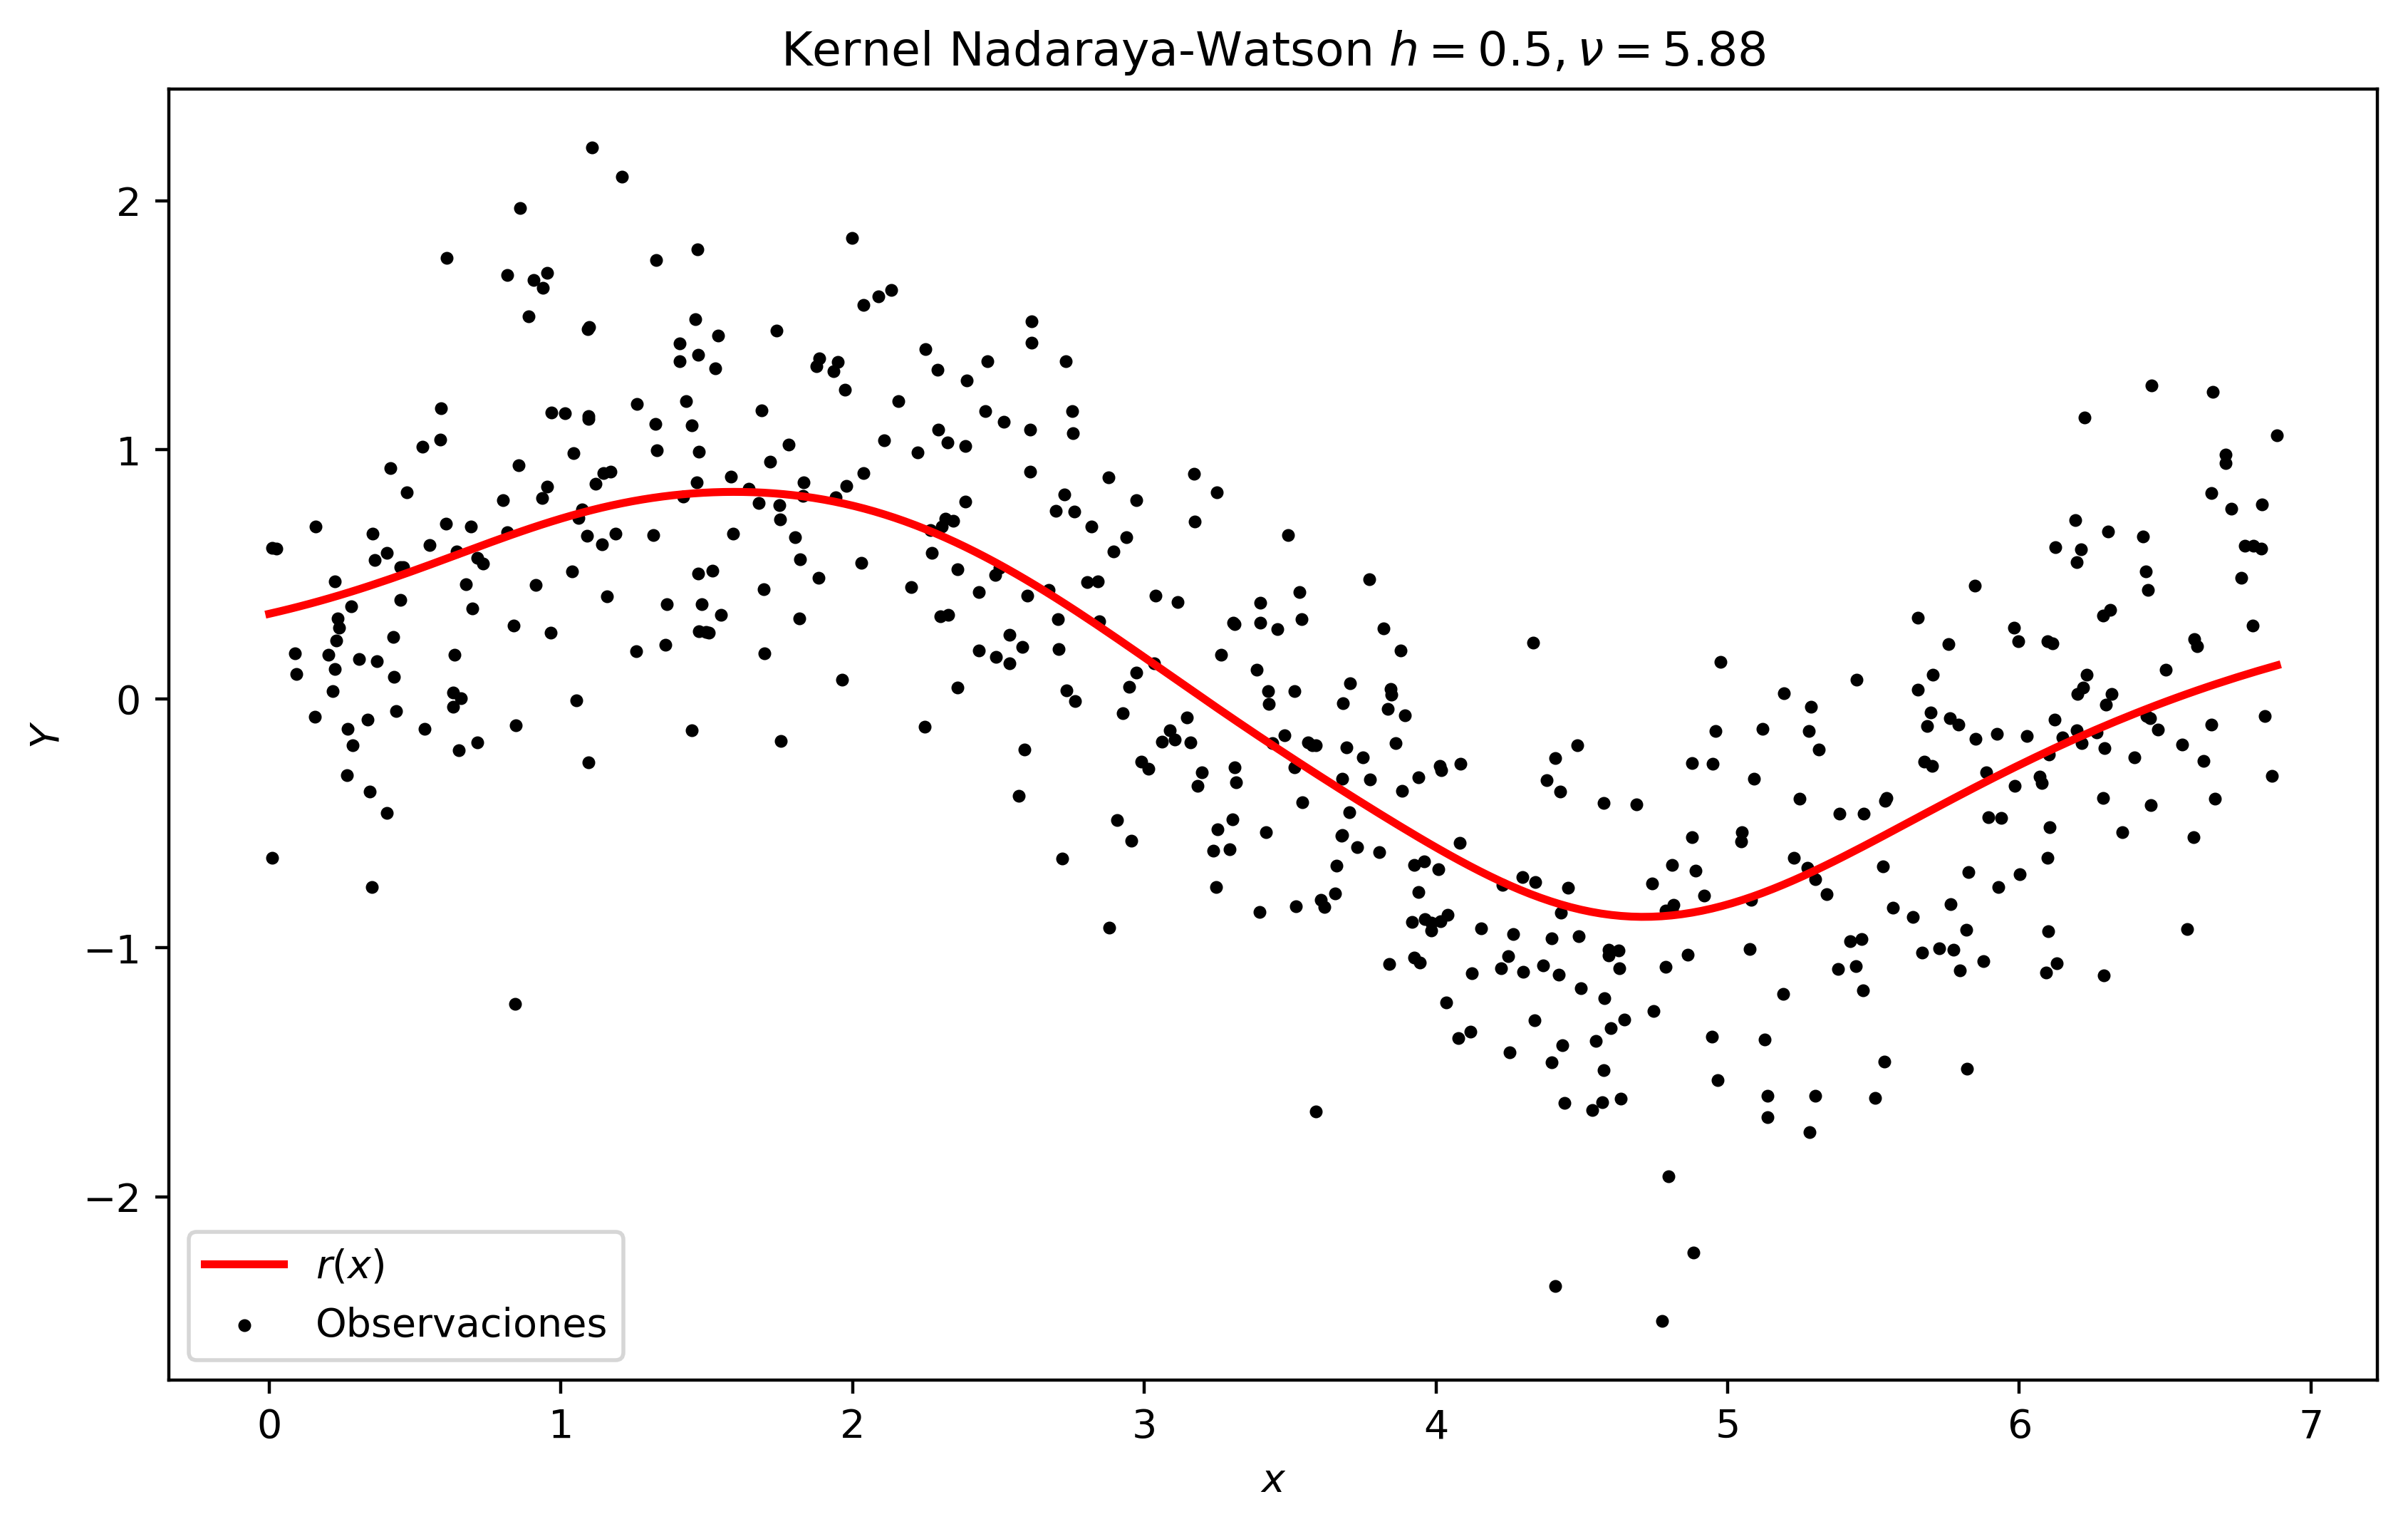 Kernel Nadaraya-Watson h = 0.5, ν = 5.88
2
1
0
−1
−2
Y
r(x)
Observaciones
0 1 2 3 4 5 6 7
x